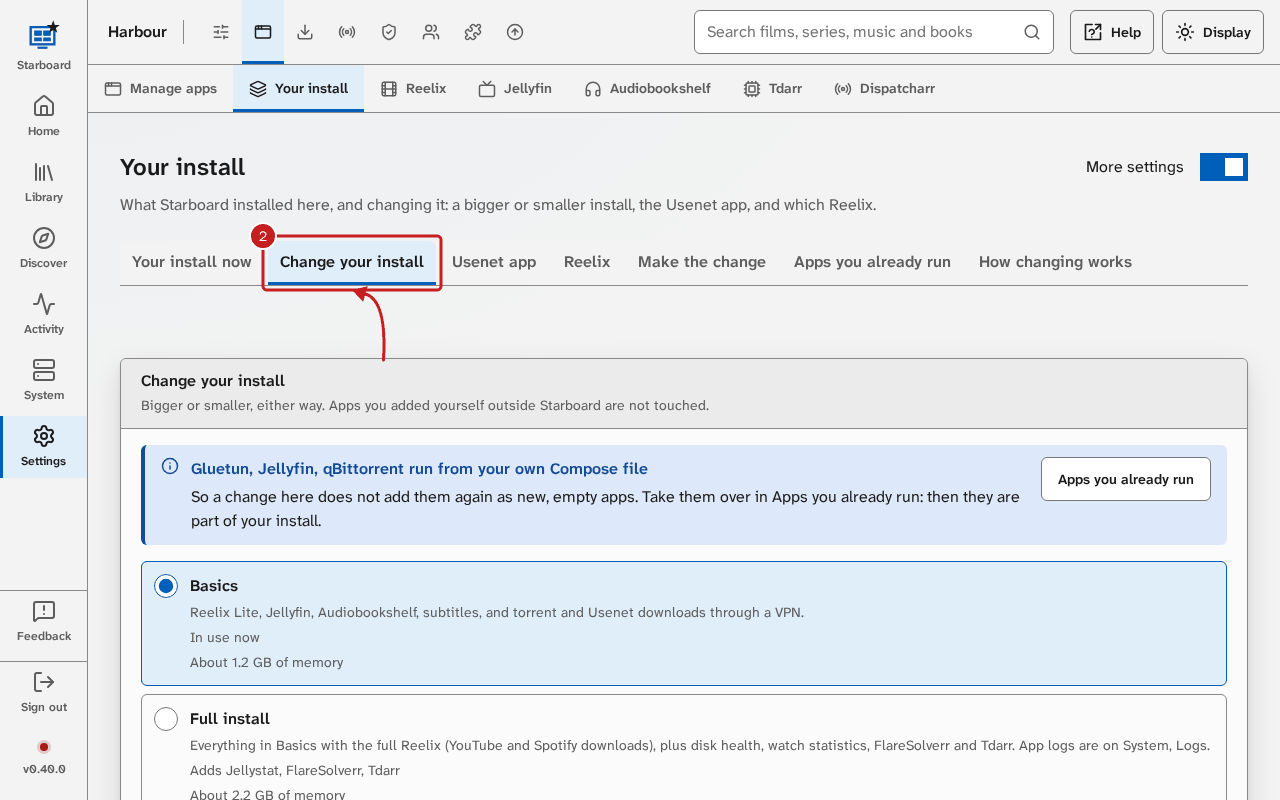 Starboard
Home
Library
Discover
Activity
System
Settings
Feedback
Sign out
v0.40.0
Harbour
Search films, series, music and books
Help
Display
Manage apps
Your install
Reelix
Jellyfin
Audiobookshelf
Tdarr
Dispatcharr
Your install
More settings
What Starboard installed here, and changing it: a bigger or smaller install, the Usenet app, and which Reelix.
2
Your install now
Change your install
Usenet app
Reelix
Make the change
Apps you already run
How changing works
Change your install
Bigger or smaller, either way. Apps you added yourself outside Starboard are not touched.
Gluetun, Jellyfin, qBittorrent run from your own Compose file
So a change here does not add them again as new, empty apps. Take them over in Apps you already run: then they are
part of your install.
Apps you already run
Basics
Reelix Lite, Jellyfin, Audiobookshelf, subtitles, and torrent and Usenet downloads through a VPN.
In use now
About 1.2 GB of memory
Full install
Everything in Basics with the full Reelix (YouTube and Spotify downloads), plus disk health, watch statistics, FlareSolverr and Tdarr. App logs are on System, Logs.
Adds Jellystat, FlareSolverr, Tdarr
About 2.2 GB of memory